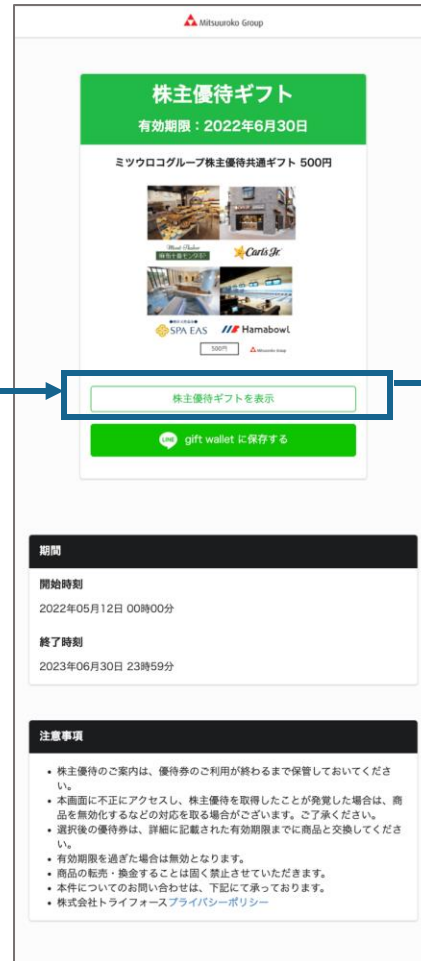 Mitsuuroko Group
株主優待ギフト
有効期限：2022年6月30日
ミツウロコグループ株主優待共通ギフト 500円
Mont Thabor
麻布十番モンタボー
Carl's Jr.
SPA EAS
Hamabowl
500円
Mitsuuroko Group
株主優待ギフトを表示
LINE
gift wallet に保存する
期間
開始時刻
2022年05月12日 00時00分
終了時刻
2023年06月30日 23時59分
注意事項
• 株主優待のご案内は、優待券のご利用が終わるまで保管しておいてくださ
い。
• 本画面に不正にアクセスし、株主優待を取得したことが発覚した場合は、商
品を無効化するなどの対応を取る場合がございます。ご了承ください。
• 選択後の優待券は、詳細に記載された有効期限までに商品と交換してくださ
い。
• 有効期限を過ぎた場合は無効となります。
• 商品の転売・換金することは固く禁止させていただきます。
• 本件についてのお問い合わせは、下記にて承っております。
• 株式会社トライフォースプライバシーポリシー